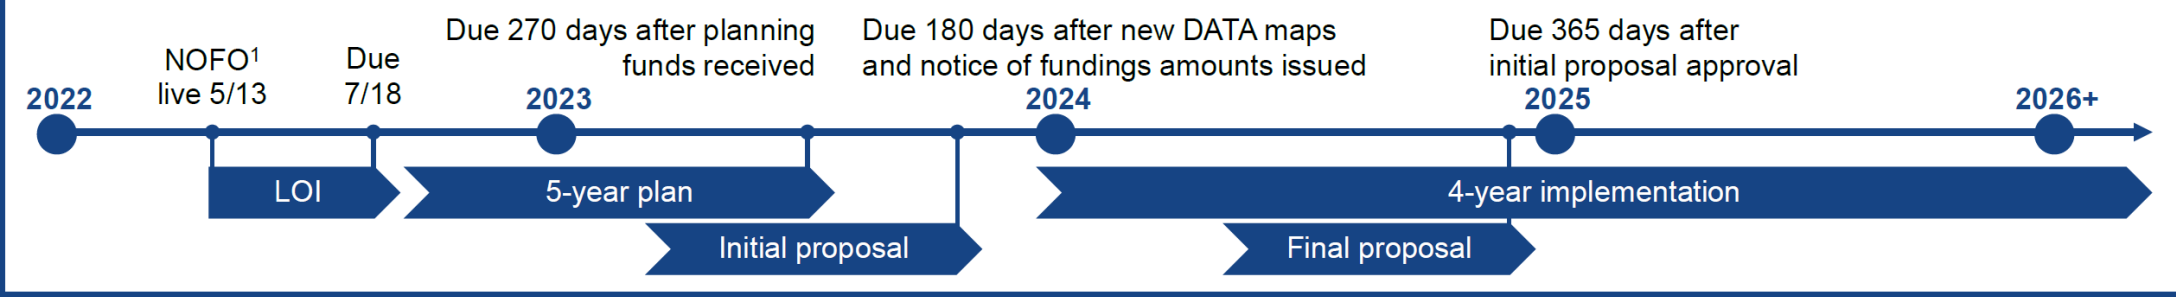 NOFO¹
live 5/13
Due
7/18
Due 270 days after planning
funds received
Due 180 days after new DATA maps
and notice of fundings amounts issued
Due 365 days after
initial proposal approval
2022
2023
2024
2025
2026+
LOI
5-year plan
4-year implementation
Initial proposal
Final proposal